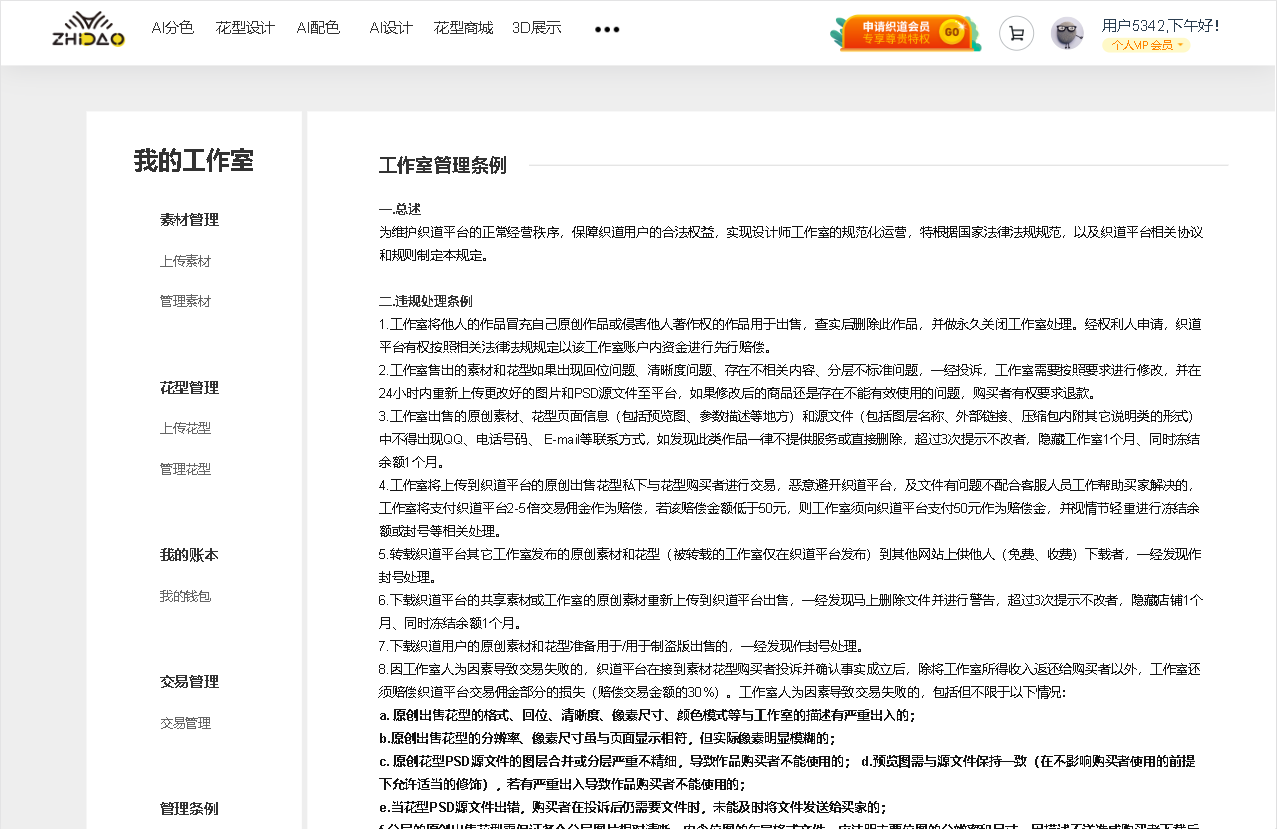 ZHIDAO
AI分色 花型设计 AI配色 AI设计 花型商城 3D展示 •••
申请织道会员
专享尊贵特权
GO
用户5342,下午好！
个人VIP会员
我的工作室
素材管理
上传素材
管理素材
花型管理
上传花型
管理花型
我的账本
我的钱包
交易管理
交易管理
管理条例
工作室管理条例
一.总述
为维护织道平台的正常经营秩序，保障织道用户的合法权益，实现设计师工作室的规范化运营，特根据国家法律法规规范，以及织道平台相关协议
和规则制定本规定。
二.违规处理条例
1.工作室将他人的作品冒充自己原创作品或侵害他人著作权的作品用于出售，查实后删除此作品，并做永久关闭工作室处理。经权利人申请，织道
平台有权按照相关法律法规规定以该工作室账户内资金进行先行赔偿。
2.工作室售出的素材和花型如果出现回位问题、清晰度问题、存在不相关内容、分层不标准问题，一经投诉，工作室需要按照要求进行修改，并在
24小时内重新上传更改好的图片和PSD源文件至平台，如果修改后的商品还是存在不能有效使用的问题，购买者有权要求退款。
3.工作室出售的原创素材、花型页面信息（包括预览图、参数描述等地方）和源文件（包括图层名称、外部链接、压缩包内附其它说明类的形式）
中不得出现QQ、电话号码、 E-mail等联系方式，如发现此类作品一律不提供服务或直接删除，超过3次提示不改者，隐藏工作室1个月、同时冻结
余额1个月。
4.工作室将上传到织道平台的原创出售花型私下与花型购买者进行交易，恶意避开织道平台，及文件有问题不配合客服人员工作帮助买家解决的，
工作室将支付织道平台2-5倍交易佣金作为赔偿，若该赔偿金额低于50元，则工作室须向织道平台支付50元作为赔偿金，并视情节轻重进行冻结余
额或封号等相关处理。
5.转载织道平台其它工作室发布的原创素材和花型（被转载的工作室仅在织道平台发布）到其他网站上供他人（免费、收费）下载者，一经发现作
封号处理。
6.下载织道平台的共享素材或工作室的原创素材重新上传到织道平台出售，一经发现马上删除文件并进行警告，超过3次提示不改者，隐藏店铺1个
月、同时冻结余额1个月。
7.下载织道用户的原创素材和花型准备用于/用于制盗版出售的，一经发现作封号处理。
8.因工作室人为因素导致交易失败的，织道平台在接到素材花型购买者投诉并确认事实成立后，除将工作室所得收入返还给购买者以外，工作室还
须赔偿织道平台交易佣金部分的损失（赔偿交易金额的30%）。工作室人为因素导致交易失败的，包括但不限于以下情况：
a. 原创出售花型的格式、回位、清晰度、像素尺寸、颜色模式等与工作室的描述有严重出入的；
b.原创出售花型的分辨率、像素尺寸虽与页面显示相符，但实际像素明显模糊的；
c. 原创花型PSD源文件的图层合并或分层严重不精细，导致作品购买者不能使用的； d.预览图需与源文件保持一致（在不影响购买者使用的前提
下允许适当的修饰），若有严重出入导致作品购买者不能使用的；
e.当花型PSD源文件出错，购买者在投诉后仍需要文件时，未能及时将文件发送给买家的；